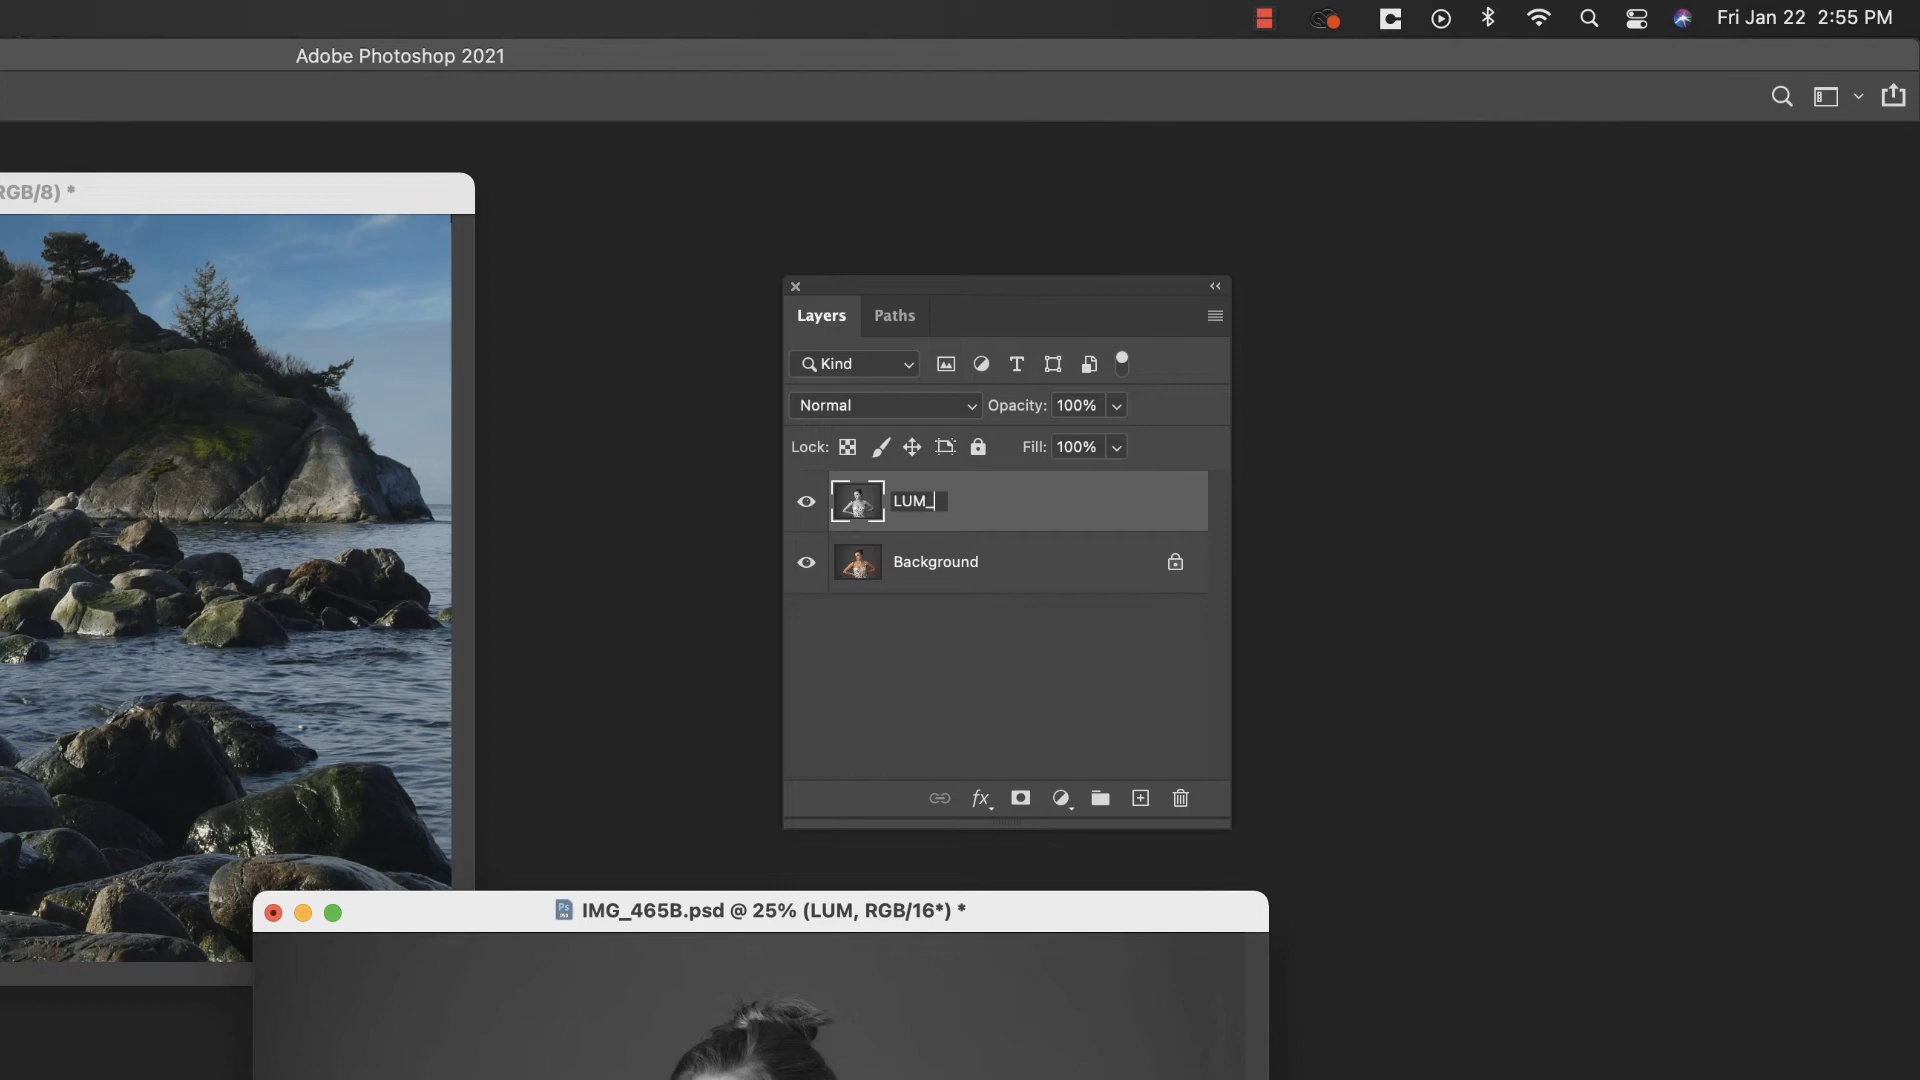 Fri Jan 22 2:55 PM
Adobe Photoshop 2021
RGB/8) *
Layers Paths
Kind
Normal Opacity: 100%
Lock: Fill: 100%
LUM_
Background
fx
IMG_465B.psd @ 25% (LUM, RGB/16*) *